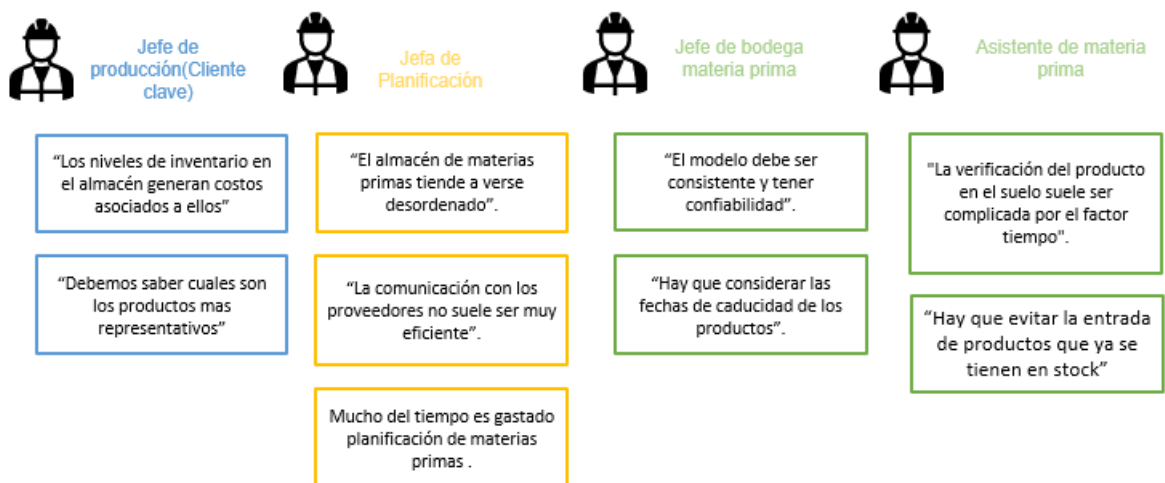 Jefe de
producción(Cliente
clave)
“Los niveles de inventario en
el almacén generan costos
asociados a ellos”
“Debemos saber cuales son
los productos mas
representativos”
Jefa de
Planificación
“El almacén de materias
primas tiende a verse
desordenado”.
“La comunicación con los
proveedores no suele ser muy
eficiente”.
Mucho del tiempo es gastado
planificación de materias
primas .
Jefe de bodega
materia prima
“El modelo debe ser
consistente y tener
confiabilidad”.
“Hay que considerar las
fechas de caducidad de los
productos”.
Asistente de materia
prima
"La verificación del producto
en el suelo suele ser
complicada por el factor
tiempo".
“Hay que evitar la entrada
de productos que ya se
tienen en stock”